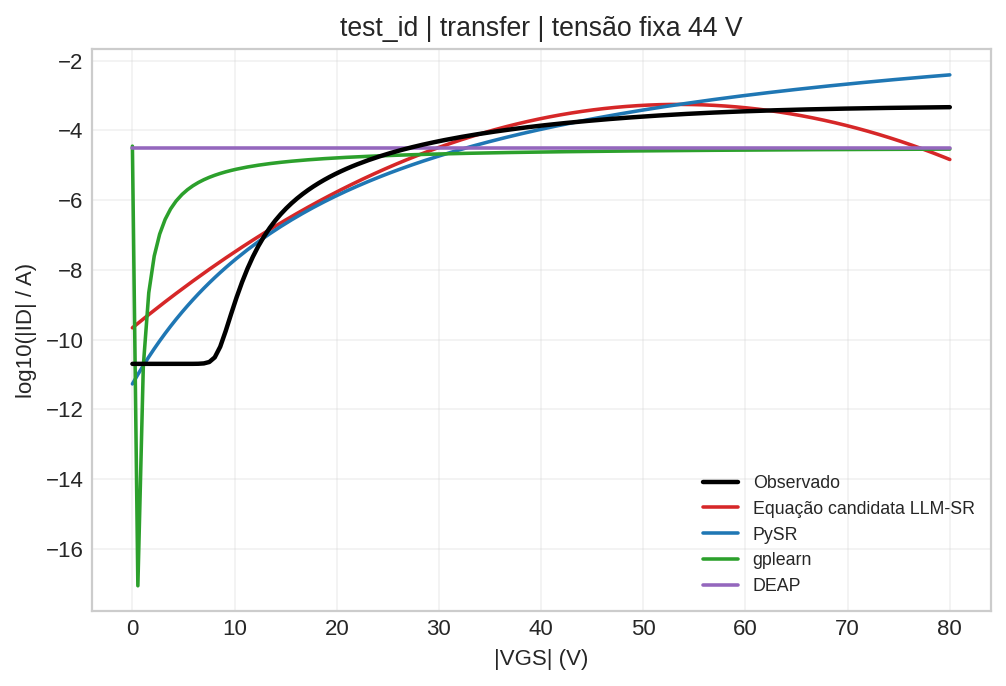 test_id | transfer | tensão fixa 44 V
log10(|ID| / A)
−2
−4
−6
−8
−10
−12
−14
−16
Observado
Equação candidata LLM-SR
PySR
gplearn
DEAP
0 10 20 30 40 50 60 70 80
|VGS| (V)